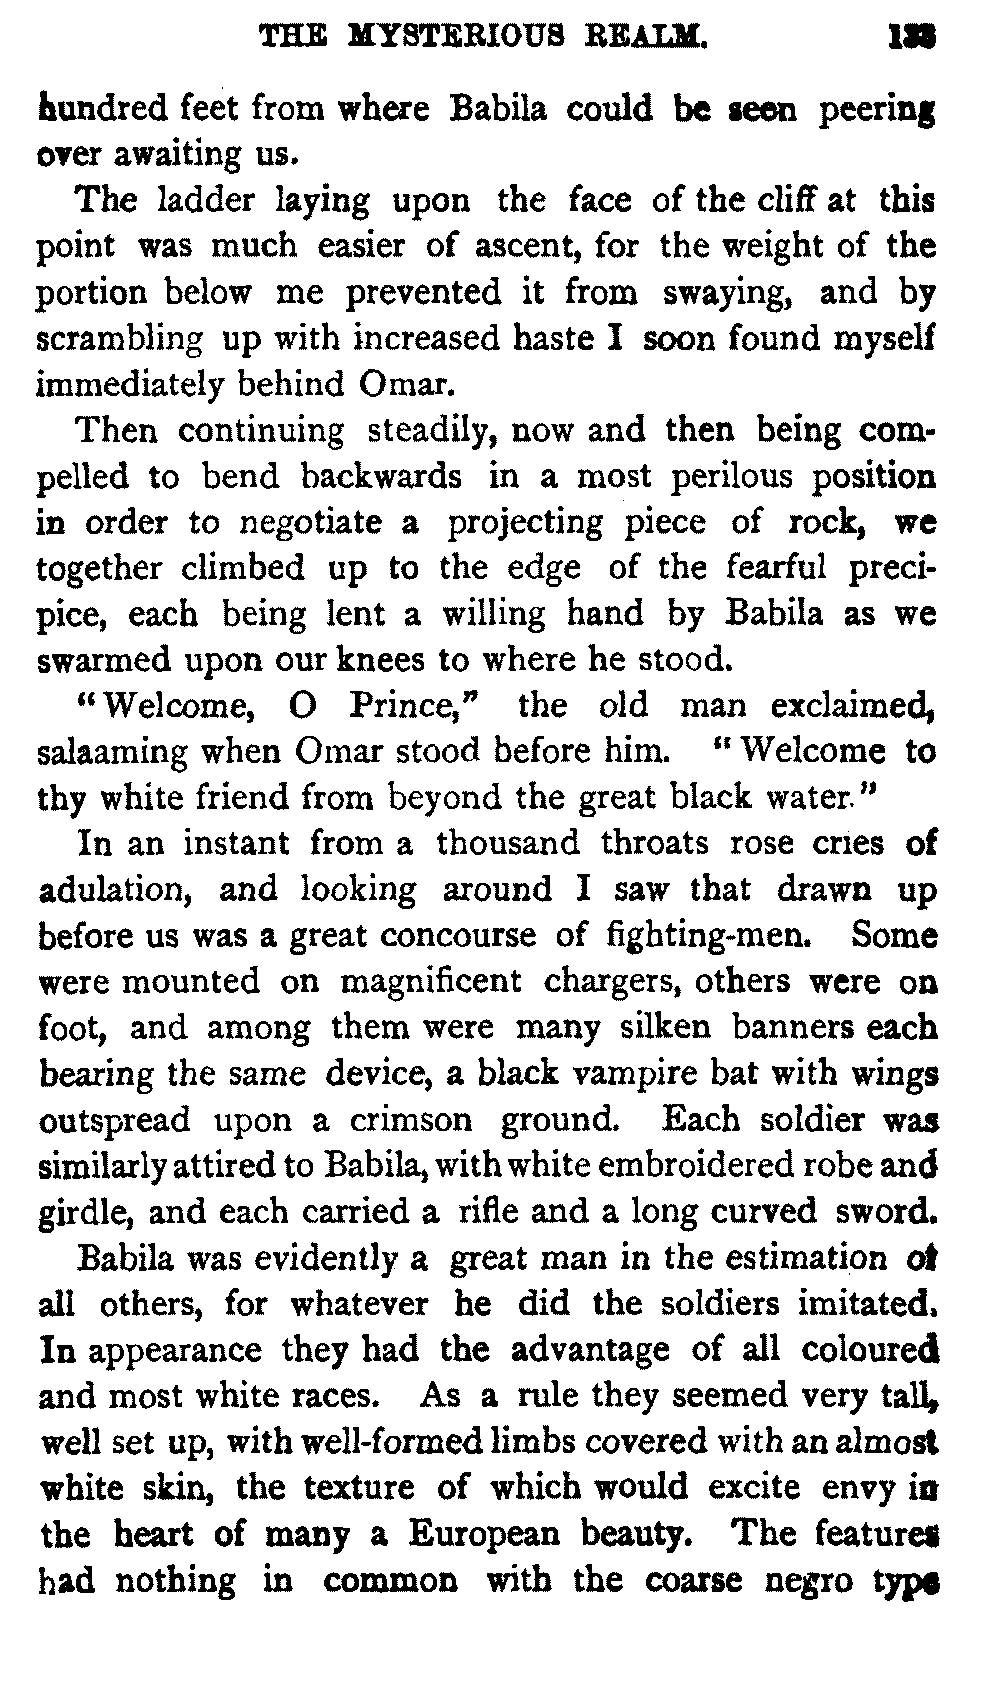 THE MYSTERIOUS REALM.
hundred feet from where Babila could be seen peering
over awaiting us.
The ladder laying upon the face of the cliff at this
point was much easier of ascent, for the weight of the
portion below me prevented it from swaying, and by
scrambling up with increased haste I soon found myself
immediately behind Omar.
Then continuing steadily, now and then being com-
pelled to bend backwards in a most perilous position
in order to negotiate a projecting piece of rock, we
together climbed up to the edge of the fearful preci-
pice, each being lent a willing hand by Babila as we
swarmed upon our knees to where he stood.
"Welcome, O Prince," the old man exclaimed,
salaaming when Omar stood before him. "Welcome to
thy white friend from beyond the great black water."
In an instant from a thousand throats rose cries of
adulation, and looking around I saw that drawn up
before us was a great concourse of fighting-men. Some
were mounted on magnificent chargers, others were on
foot, and among them were many silken banners each
bearing the same device, a black vampire bat with wings
outspread upon a crimson ground. Each soldier was
similarly attired to Babila, with white embroidered robe and
girdle, and each carried a rifle and a long curved sword.
Babila was evidently a great man in the estimation of
all others, for whatever he did the soldiers imitated.
In appearance they had the advantage of all coloured
and most white races. As a rule they seemed very tall,
well set up, with well-formed limbs covered with an almost
white skin, the texture of which would excite envy in
the heart of many a European beauty. The features
had nothing in common with the coarse negro type